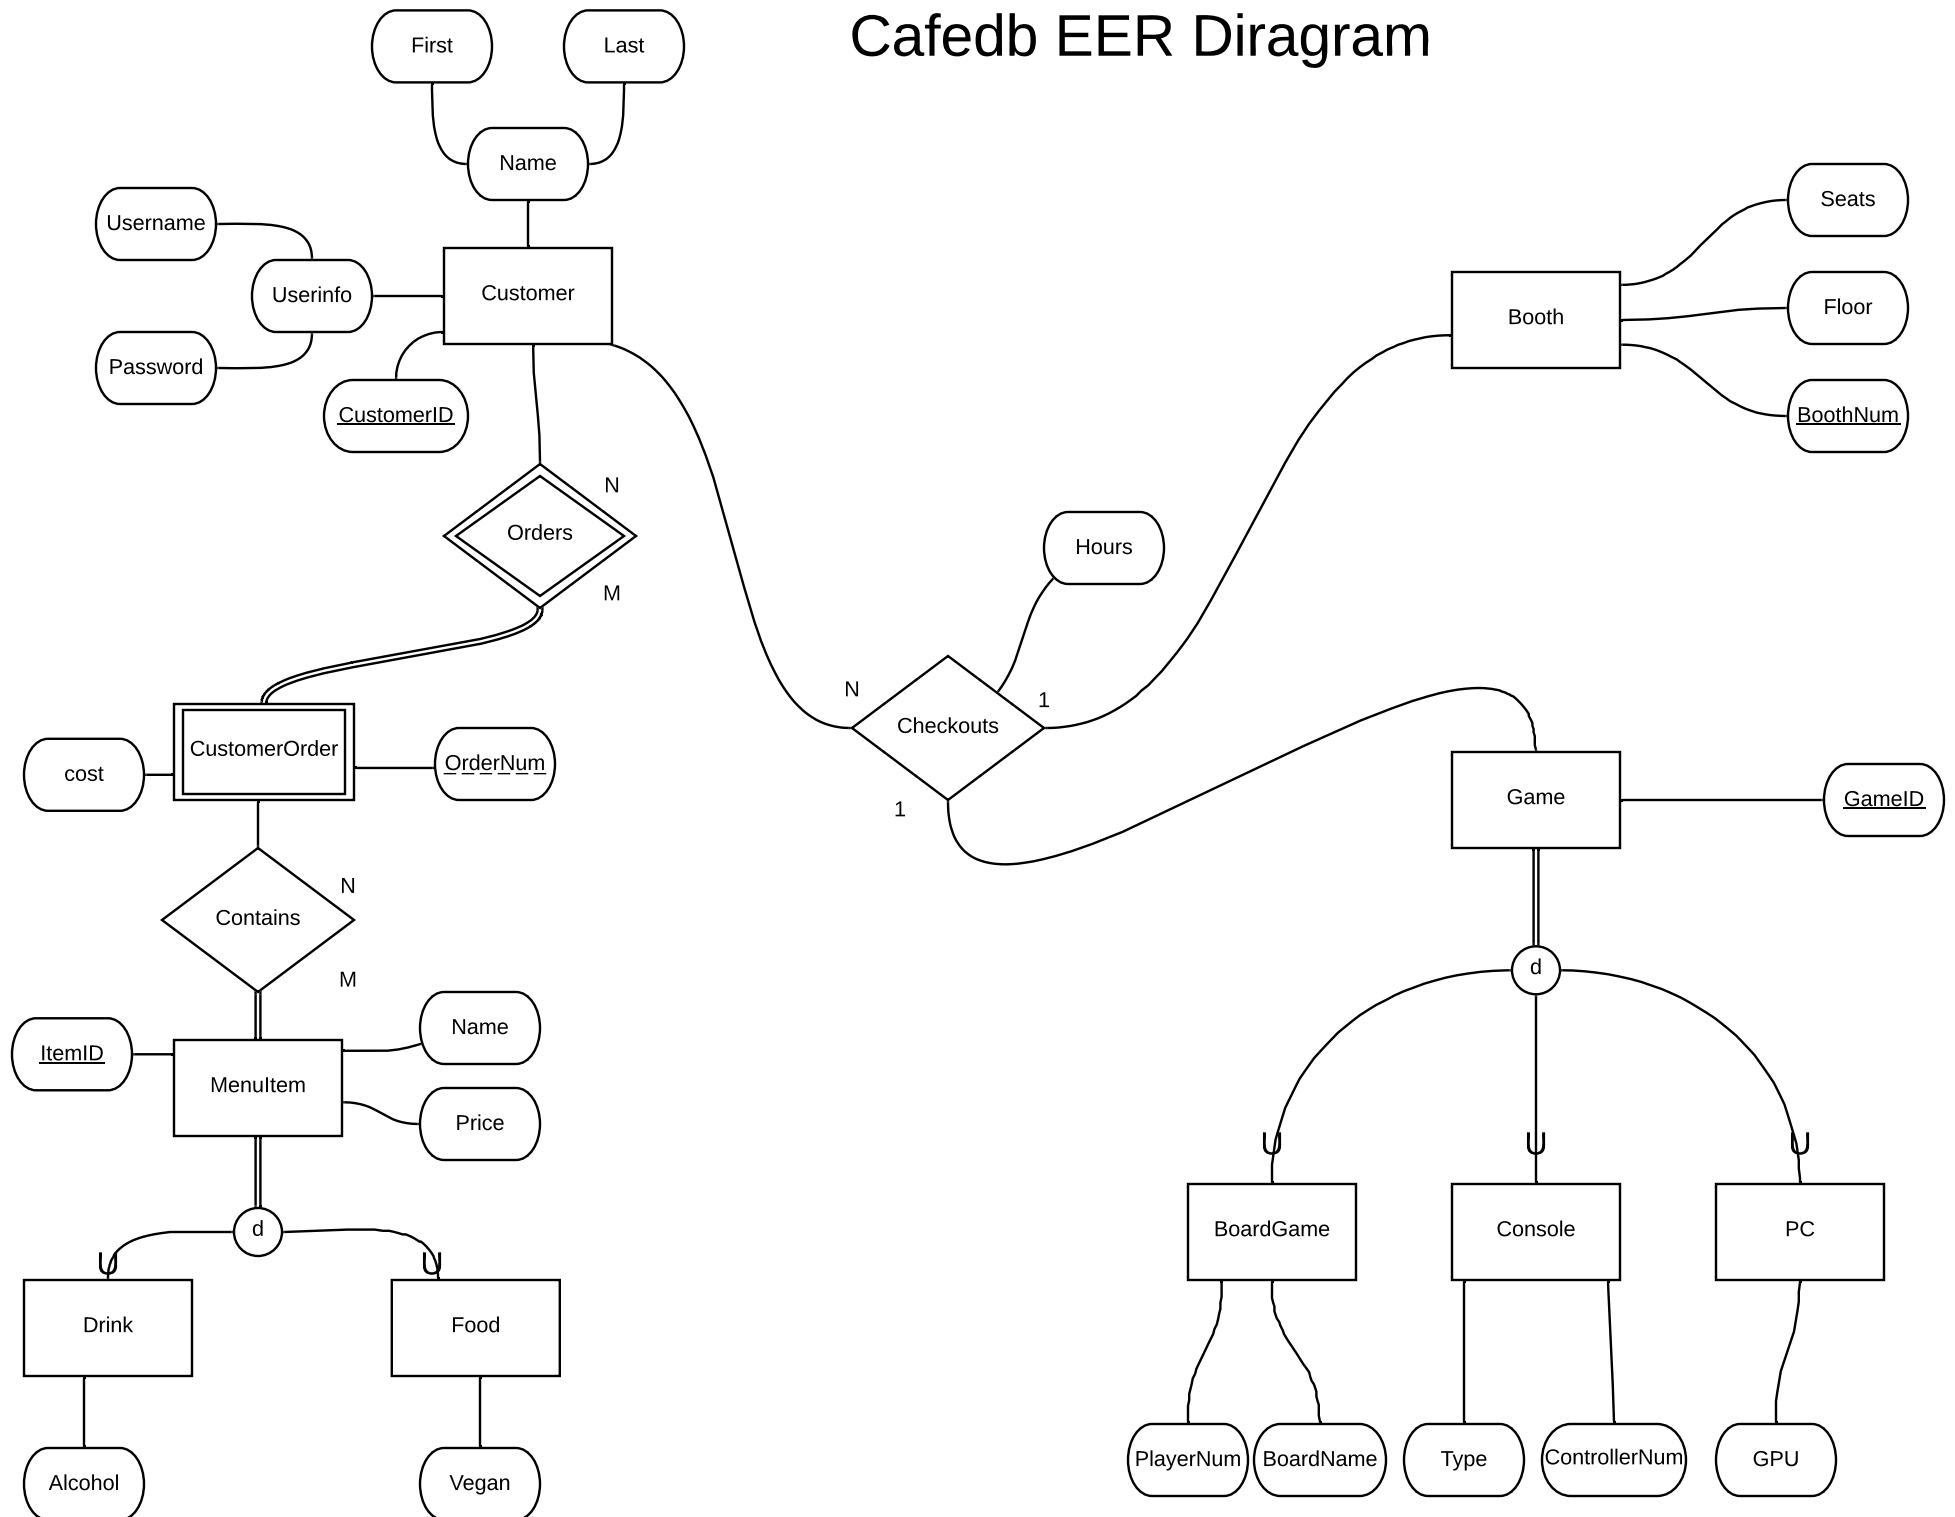 Cafedb EER Diragram
First
Last
Name
Username
Userinfo
Password
Customer
CustomerID
Seats
Booth
Floor
BoothNum
N
Orders
M
Hours
N
1
Checkouts
1
CustomerOrder
cost
OrderNum
Game
GameID
N
Contains
M
d
ItemID
Name
MenuItem
Price
U
U
U
d
U
U
BoardGame
Console
PC
Drink
Food
PlayerNum
BoardName
Type
ControllerNum
GPU
Alcohol
Vegan